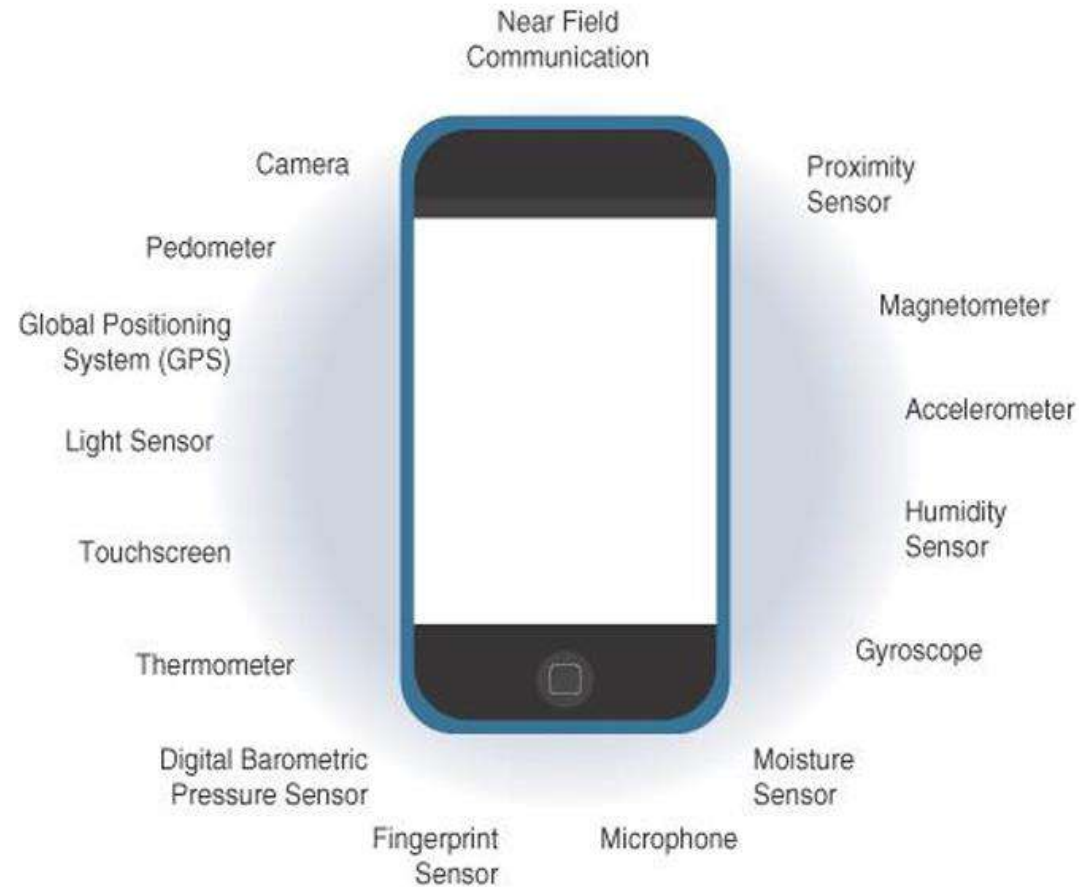 Near Field
Communication
Camera
Proximity
Sensor
Pedometer
Magnetometer
Global Positioning
System (GPS)
Accelerometer
Light Sensor
Humidity
Sensor
Touchscreen
Gyroscope
Thermometer
Digital Barometric
Pressure Sensor
Moisture
Sensor
Fingerprint
Sensor
Microphone